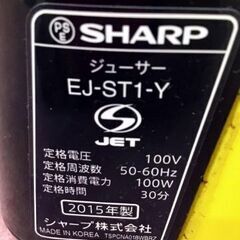 PSE SHARP
ジューサー
EJ-ST1-Y
JET
定格電圧 100V
定格周波数 50-60Hz
定格消費電力 100W
定格時間 30分
2015年製
シャープ株式会社
MADE IN KOREA TSPCNA018WBRZ